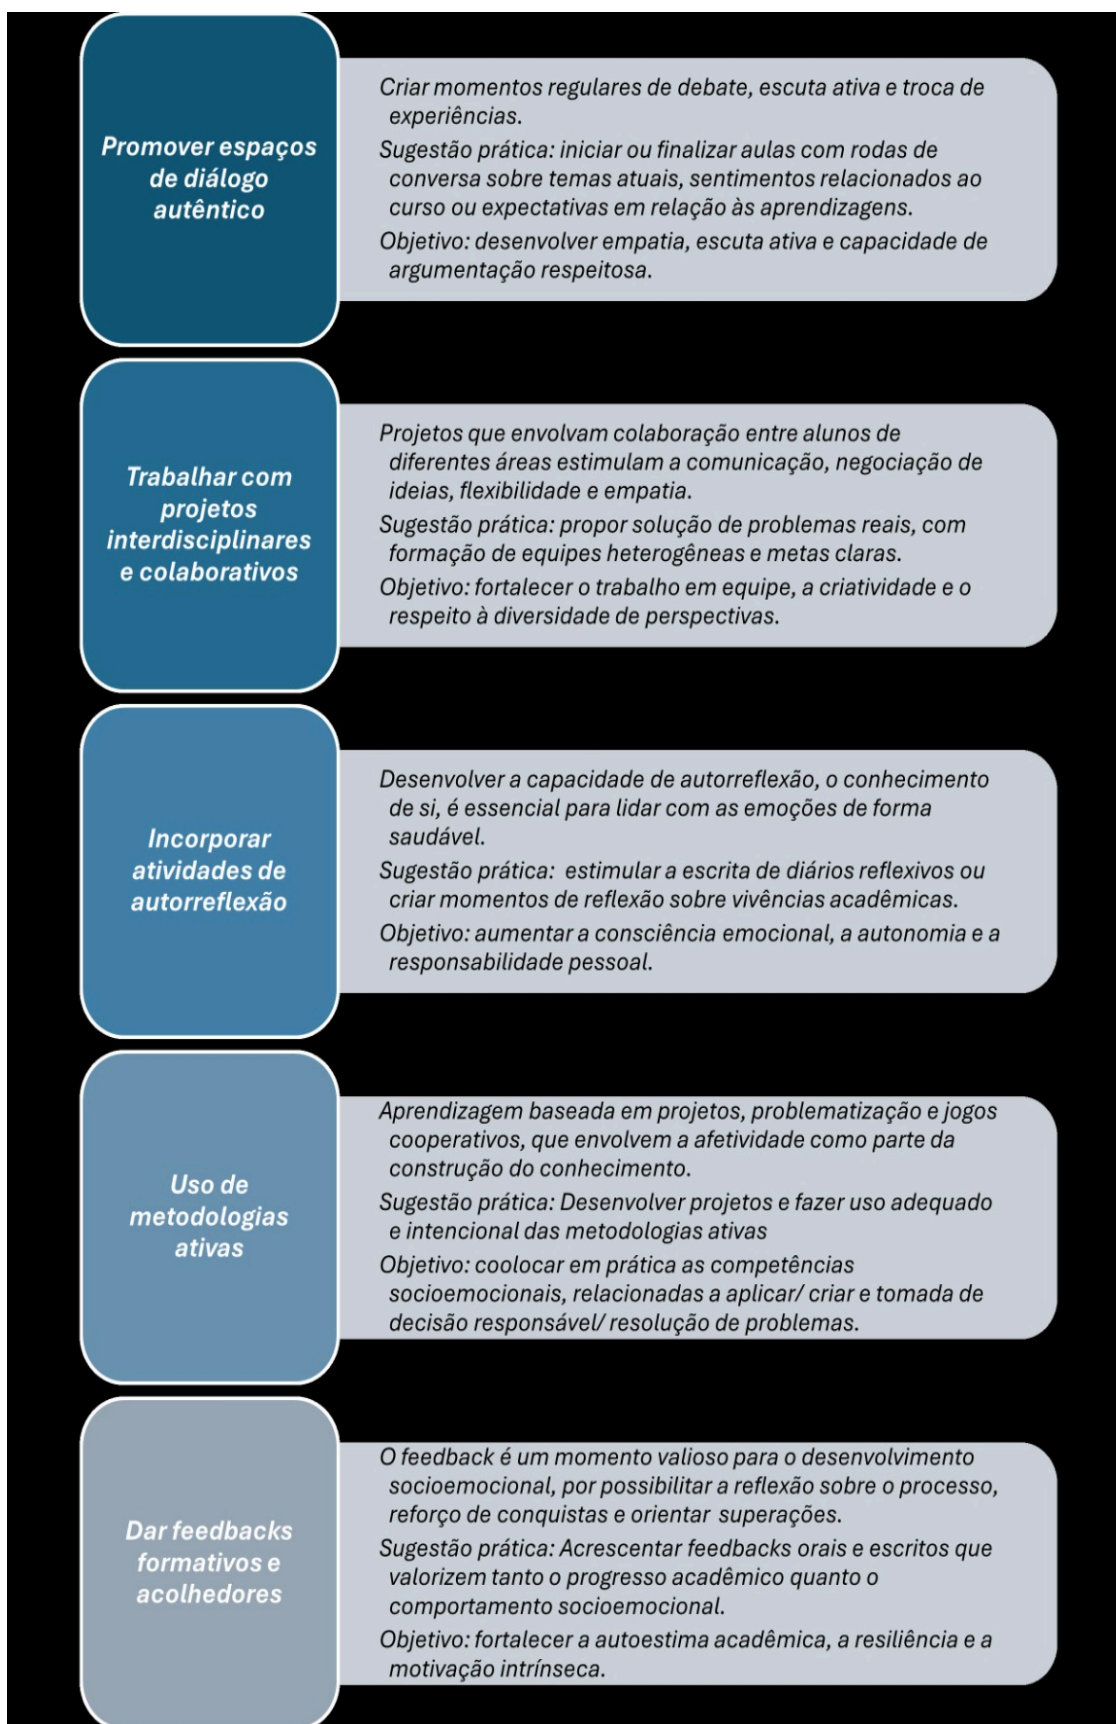 Promover espaços
de diálogo
autêntico
Criar momentos regulares de debate, escuta ativa e troca de
experiências.
Sugestão prática: iniciar ou finalizar aulas com rodas de
conversa sobre temas atuais, sentimentos relacionados ao
curso ou expectativas em relação às aprendizagens.
Objetivo: desenvolver empatia, escuta ativa e capacidade de
argumentação respeitosa.
Trabalhar com
projetos
interdisciplinares
e colaborativos
Projetos que envolvam colaboração entre alunos de
diferentes áreas estimulam a comunicação, negociação de
ideias, flexibilidade e empatia.
Sugestão prática: propor solução de problemas reais, com
formação de equipes heterogêneas e metas claras.
Objetivo: fortalecer o trabalho em equipe, a criatividade e o
respeito à diversidade de perspectivas.
Incorporar
atividades de
autorreflexão
Desenvolver a capacidade de autorreflexão, o conhecimento
de si, é essencial para lidar com as emoções de forma
saudável.
Sugestão prática:  estimular a escrita de diários reflexivos ou
criar momentos de reflexão sobre vivências acadêmicas.
Objetivo: aumentar a consciência emocional, a autonomia e a
responsabilidade pessoal.
Uso de
metodologias
ativas
Aprendizagem baseada em projetos, problematização e jogos
cooperativos, que envolvem a afetividade como parte da
construção do conhecimento.
Sugestão prática: Desenvolver projetos e fazer uso adequado
e intencional das metodologias ativas
Objetivo: coolocar em prática as competências
socioemocionais, relacionadas a aplicar/ criar e tomada de
decisão responsável/ resolução de problemas.
Dar feedbacks
formativos e
acolhedores
O feedback é um momento valioso para o desenvolvimento
socioemocional, por possibilitar a reflexão sobre o processo,
reforço de conquistas e orientar  superações.
Sugestão prática: Acrescentar feedbacks orais e escritos que
valorizem tanto o progresso acadêmico quanto o
comportamento socioemocional.
Objetivo: fortalecer a autoestima acadêmica, a resiliência e a
motivação intrínseca.